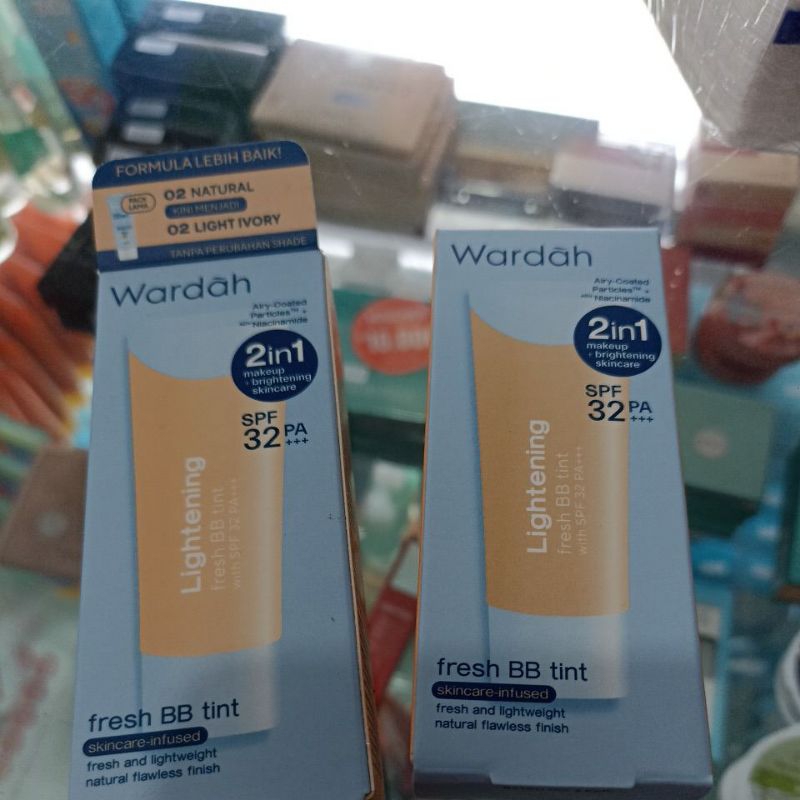 FORMULA LEBIH BAIK!
PACK LAMA
02 NATURAL
KINI MENJADI
02 LIGHT IVORY
TANPA PERUBAHAN SHADE
Wardah
Airy-Coated
Particles™ +
Niacinamide
2in1
makeup
+ brightening
skincare
SPF
32 PA
+++
Lightening
fresh BB tint
with SPF 32 PA+++
fresh BB tint
skincare-infused
fresh and lightweight
natural flawless finish
Wardah
Airy-Coated
Particles™ +
Niacinamide
2in1
makeup
+ brightening
skincare
SPF
32 PA
+++
Lightening
fresh BB tint
with SPF 32 PA+++
fresh BB tint
skincare-infused
fresh and lightweight
natural flawless finish